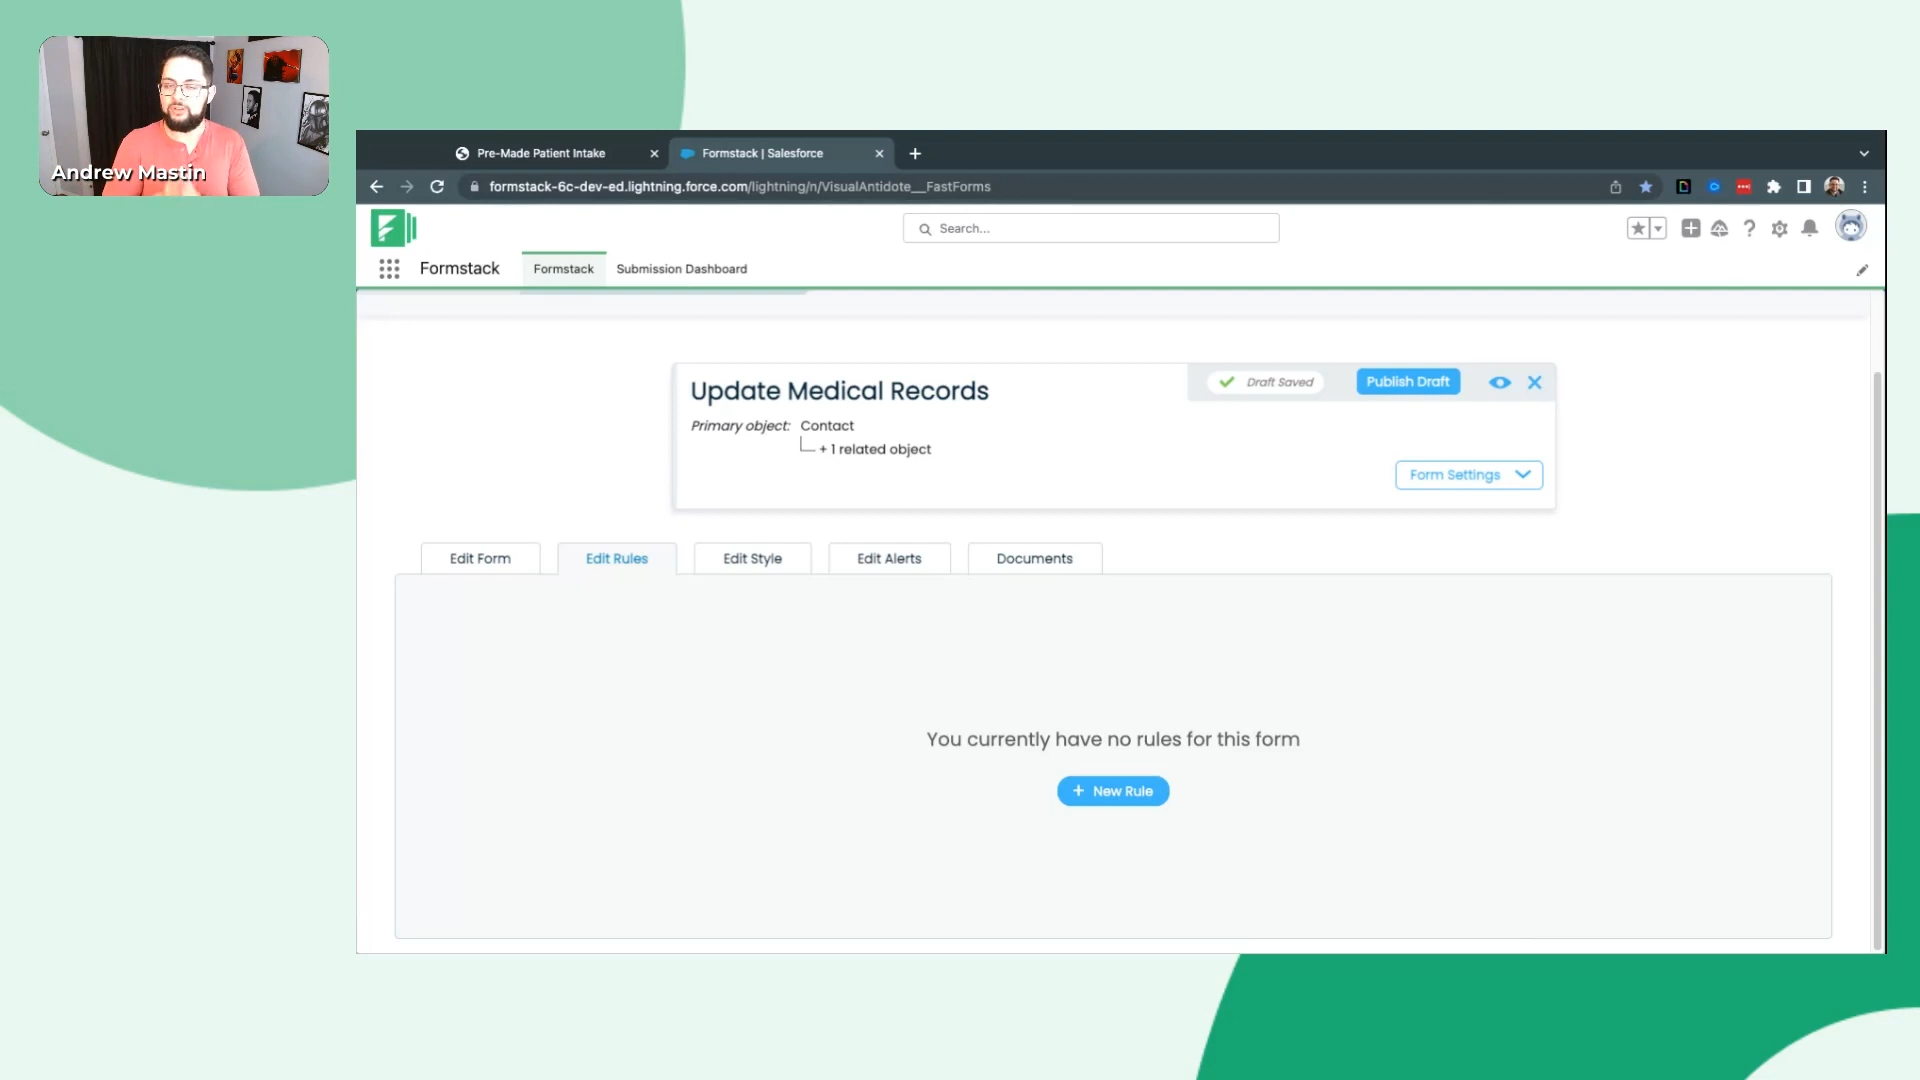 Andrew Mastin
Pre-Made Patient Intake
Formstack | Salesforce
formstack-6c-dev-ed.lightning.force.com/lightning/n/VisualAntidote__FastForms
Search...
Formstack
Formstack
Submission Dashboard
Update Medical Records
Draft Saved
Publish Draft
Primary object: Contact
+ 1 related object
Form Settings
Edit Form
Edit Rules
Edit Style
Edit Alerts
Documents
You currently have no rules for this form
+ New Rule